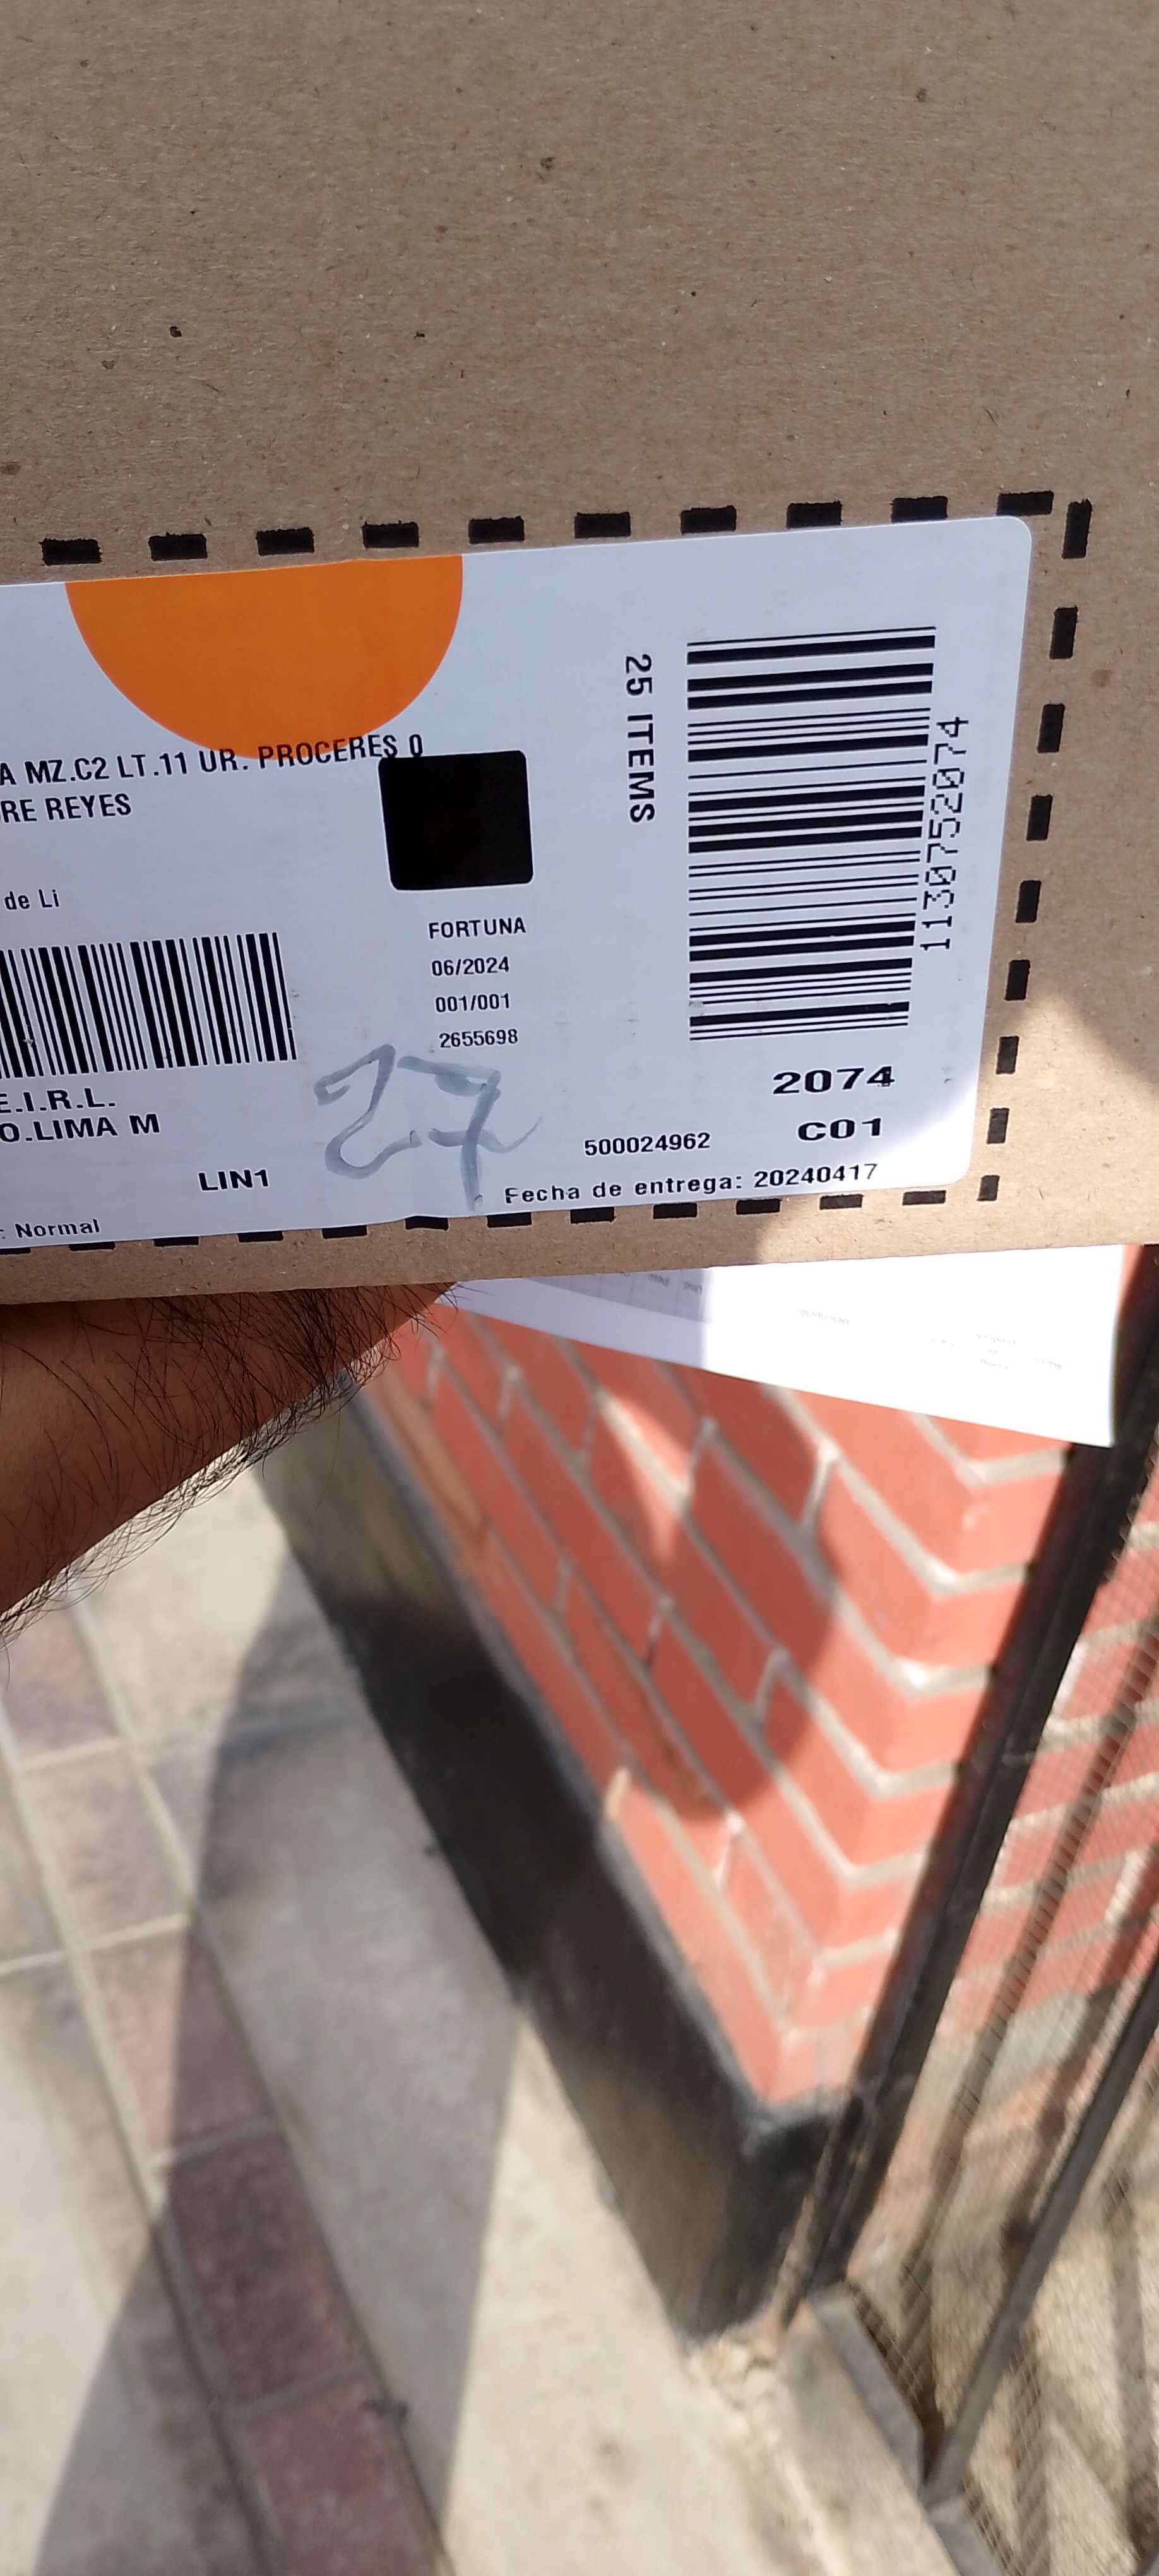 A MZ.C2 LT.11 UR. PROCERES 0
RE REYES
de Li
FORTUNA
06/2024
001/001
2655698
25 ITEMS
1130752074
E.I.R.L.
O.LIMA M
LIN1
: Normal
27
2074
C01
500024962
Fecha de entrega: 20240417